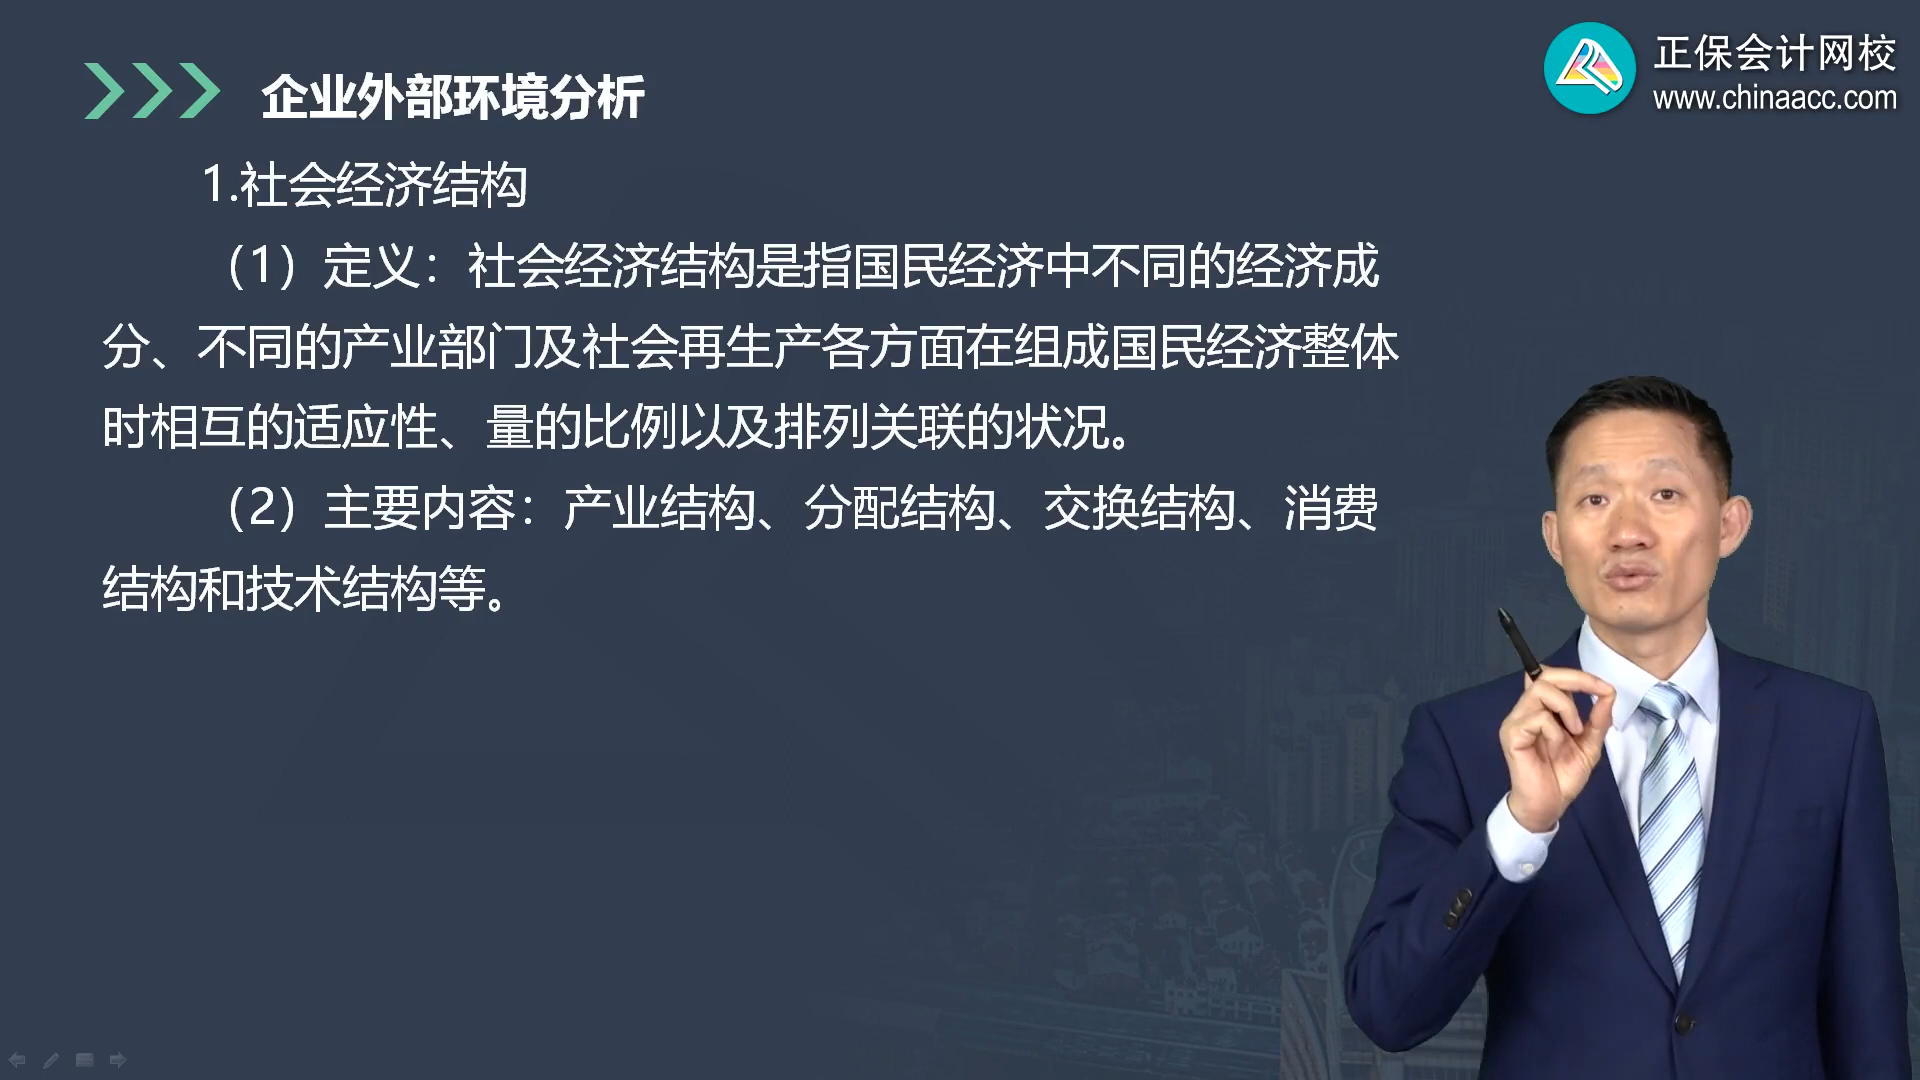 企业外部环境分析
正保会计网校
www.chinaacc.com
1.社会经济结构
（1）定义：社会经济结构是指国民经济中不同的经济成
分、不同的产业部门及社会再生产各方面在组成国民经济整体
时相互的适应性、量的比例以及排列关联的状况。
（2）主要内容：产业结构、分配结构、交换结构、消费
结构和技术结构等。